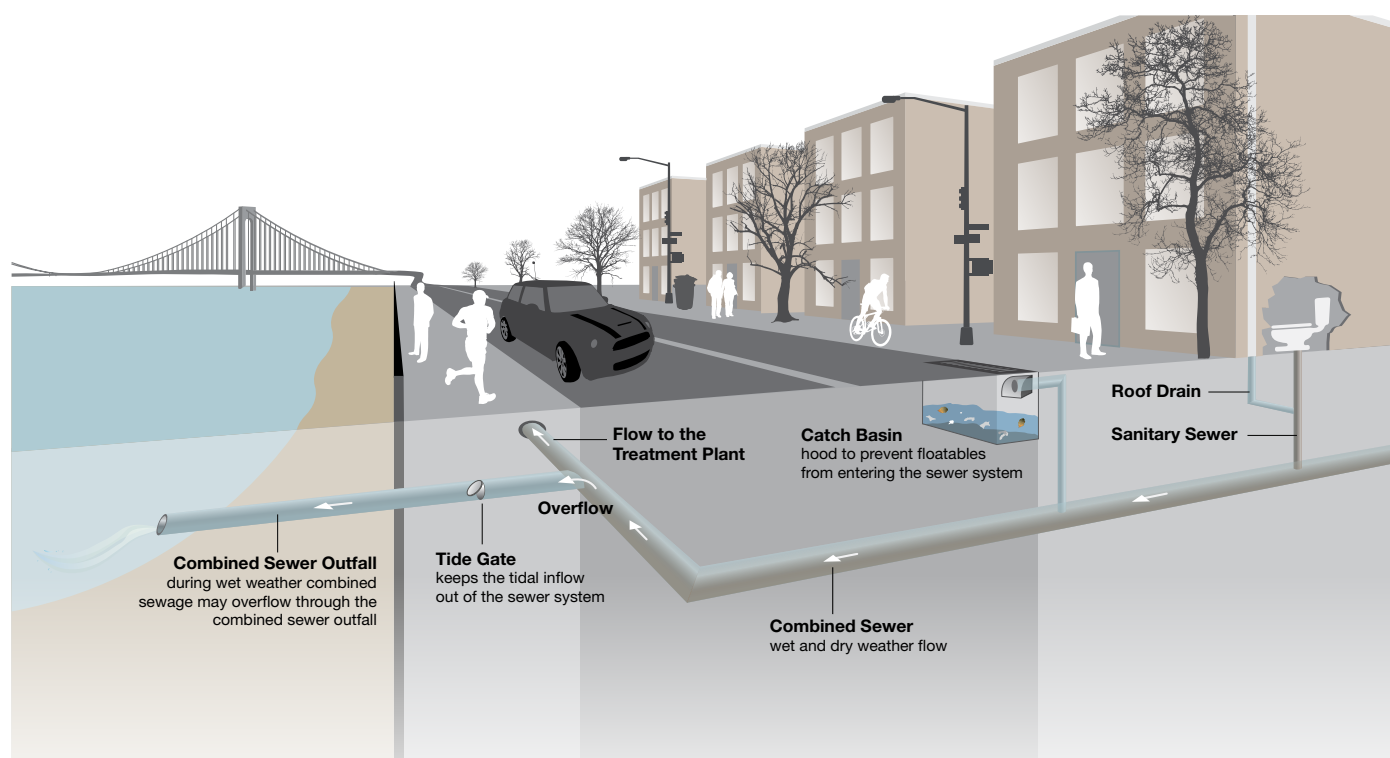 Roof Drain
Sanitary Sewer
Catch Basin
hood to prevent floatables
from entering the sewer system
Flow to the
Treatment Plant
Overflow
Tide Gate
keeps the tidal inflow
out of the sewer system
Combined Sewer Outfall
during wet weather combined
sewage may overflow through the
combined sewer outfall
Combined Sewer
wet and dry weather flow